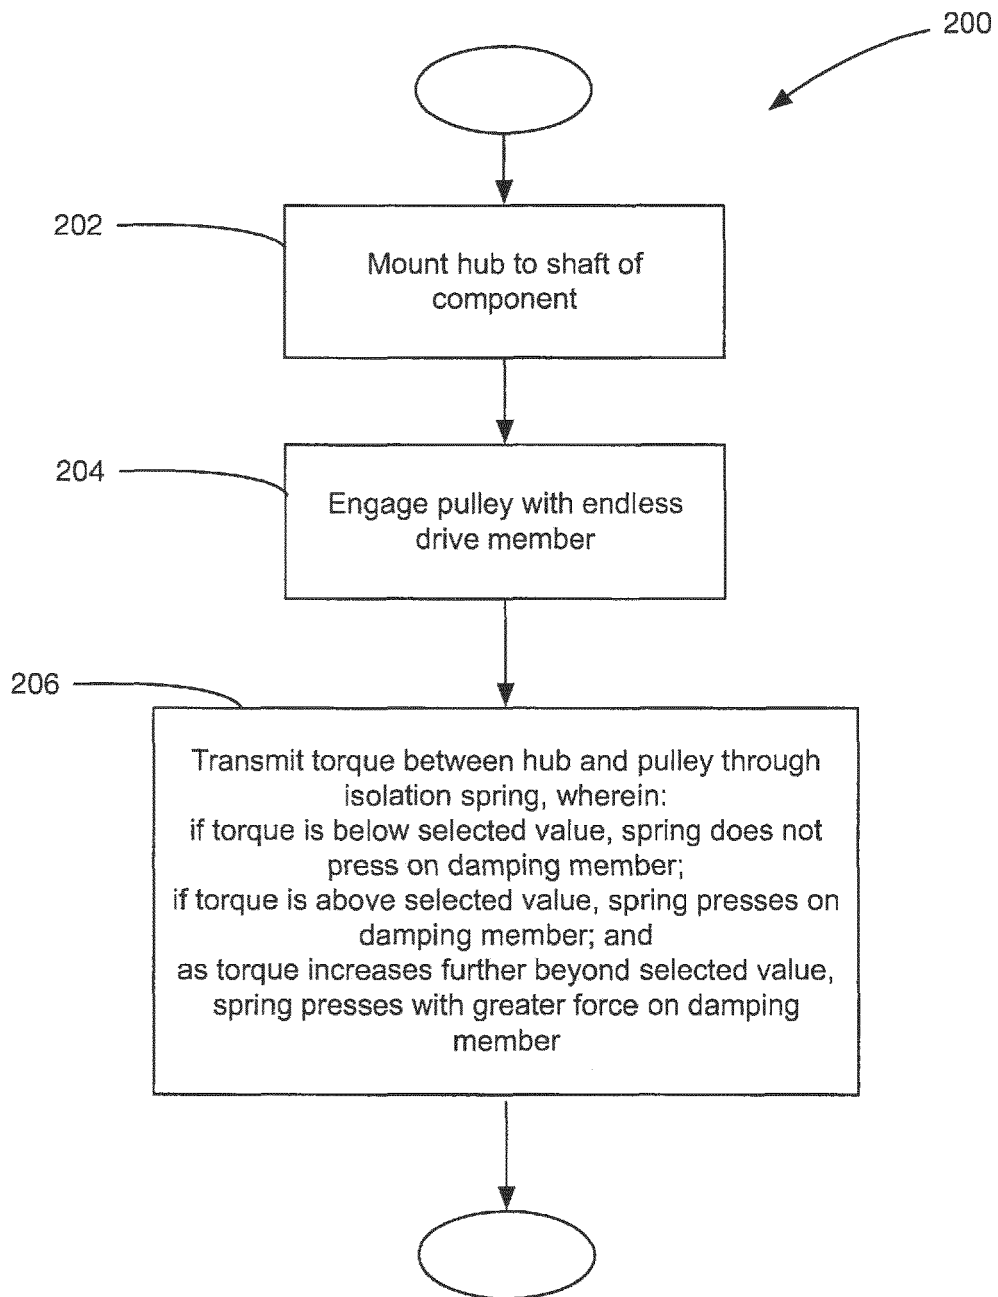 200
202
Mount hub to shaft of
component
204
Engage pulley with endless
drive member
206
Transmit torque between hub and pulley through
isolation spring, wherein:
if torque is below selected value, spring does not
press on damping member;
if torque is above selected value, spring presses on
damping member; and
as torque increases further beyond selected value,
spring presses with greater force on damping
member